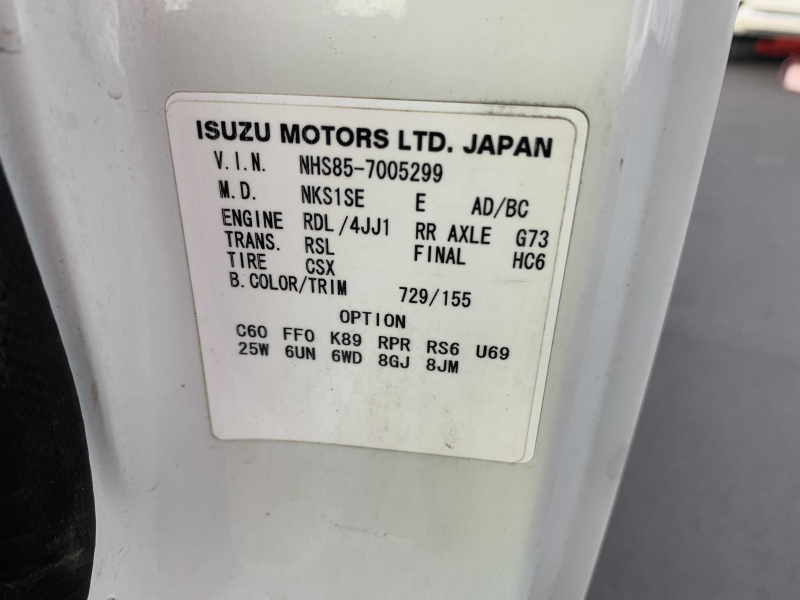 ISUZU MOTORS LTD. JAPAN
V.I.N. NHS85-7005299
M.D. NKS1SE E AD/BC
ENGINE RDL/4JJ1 RR AXLE G73
TRANS. RSL FINAL HC6
TIRE CSX
B.COLOR/TRIM 729/155
OPTION
C60 FF0 K89 RPR RS6 U69
25W 6UN 6WD 8GJ 8JM